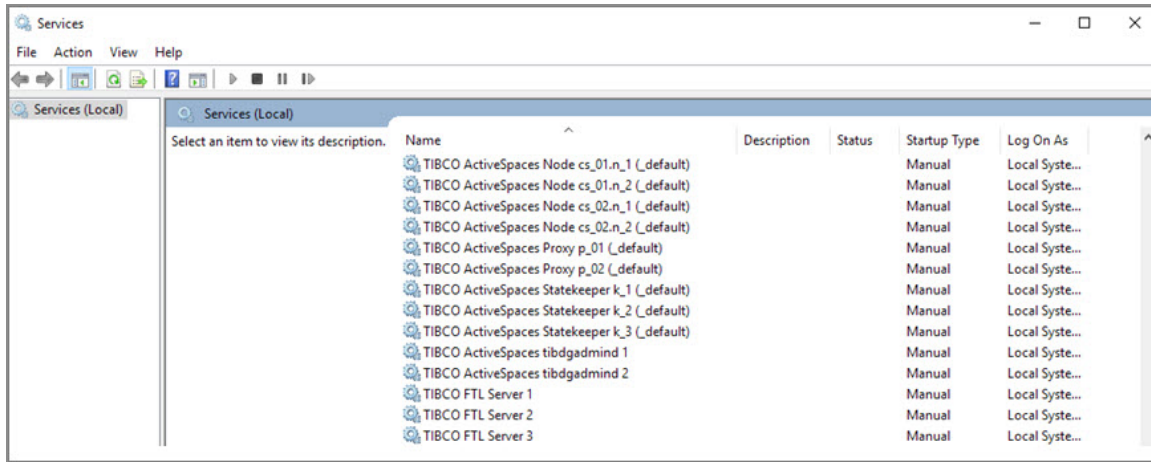 Services
File Action View Help
Services (Local)
Services (Local)
Select an item to view its description.
Name Description Status Startup Type Log On As
TIBCO ActiveSpaces Node cs_01.n_1 (_default) Manual Local Syste...
TIBCO ActiveSpaces Node cs_01.n_2 (_default) Manual Local Syste...
TIBCO ActiveSpaces Node cs_02.n_1 (_default) Manual Local Syste...
TIBCO ActiveSpaces Node cs_02.n_2 (_default) Manual Local Syste...
TIBCO ActiveSpaces Proxy p_01 (_default) Manual Local Syste...
TIBCO ActiveSpaces Proxy p_02 (_default) Manual Local Syste...
TIBCO ActiveSpaces Statekeeper k_1 (_default) Manual Local Syste...
TIBCO ActiveSpaces Statekeeper k_2 (_default) Manual Local Syste...
TIBCO ActiveSpaces Statekeeper k_3 (_default) Manual Local Syste...
TIBCO ActiveSpaces tibdgadmind 1 Manual Local Syste...
TIBCO ActiveSpaces tibdgadmind 2 Manual Local Syste...
TIBCO FTL Server 1 Manual Local Syste...
TIBCO FTL Server 2 Manual Local Syste...
TIBCO FTL Server 3 Manual Local Syste...